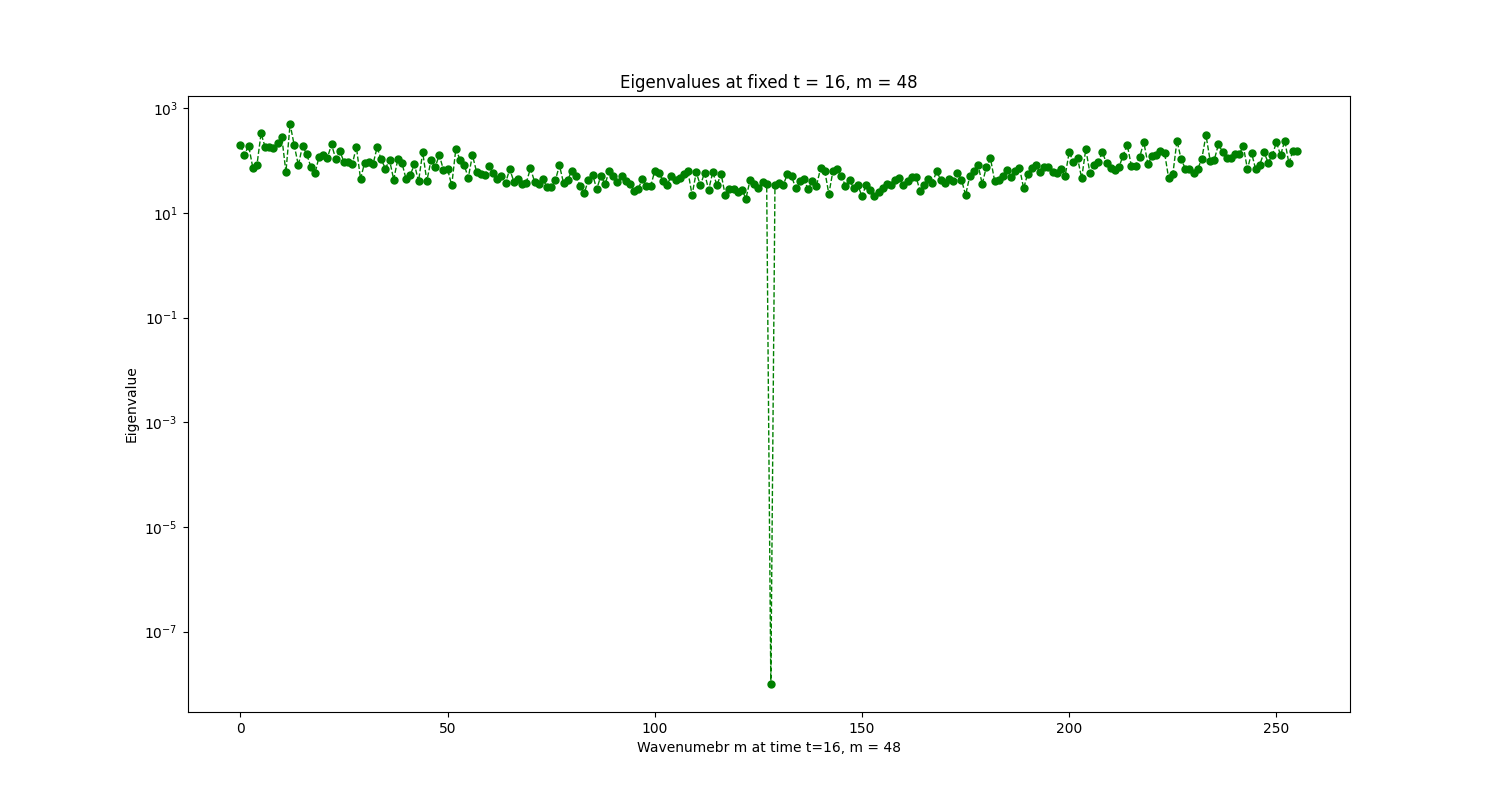 Eigenvalues at fixed t = 16, m = 48
10³
10¹
10⁻¹
10⁻³
10⁻⁵
10⁻⁷
Eigenvalue
0 50 100 150 200 250
Wavenumebr m at time t=16, m = 48